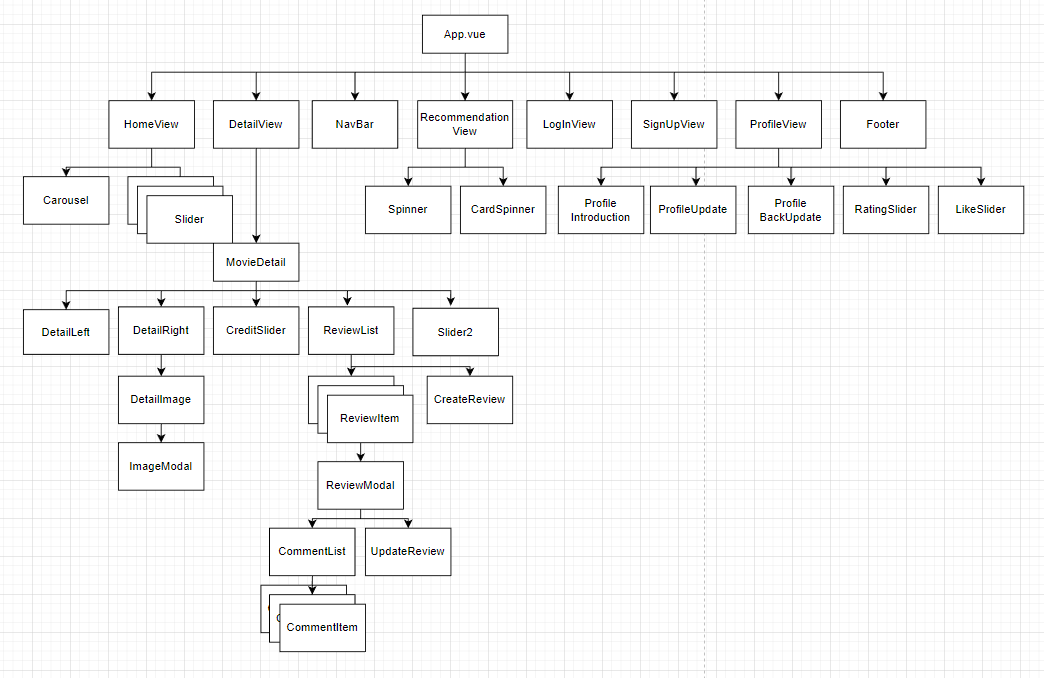 App.vue
HomeView
DetailView
NavBar
Recommendation
View
LogInView
SignUpView
ProfileView
Footer
Carousel
Slider
Spinner
CardSpinner
Profile
Introduction
ProfileUpdate
Profile
BackUpdate
RatingSlider
LikeSlider
MovieDetail
DetailLeft
DetailRight
CreditSlider
ReviewList
Slider2
DetailImage
ReviewItem
CreateReview
ImageModal
ReviewModal
CommentList
UpdateReview
CommentItem